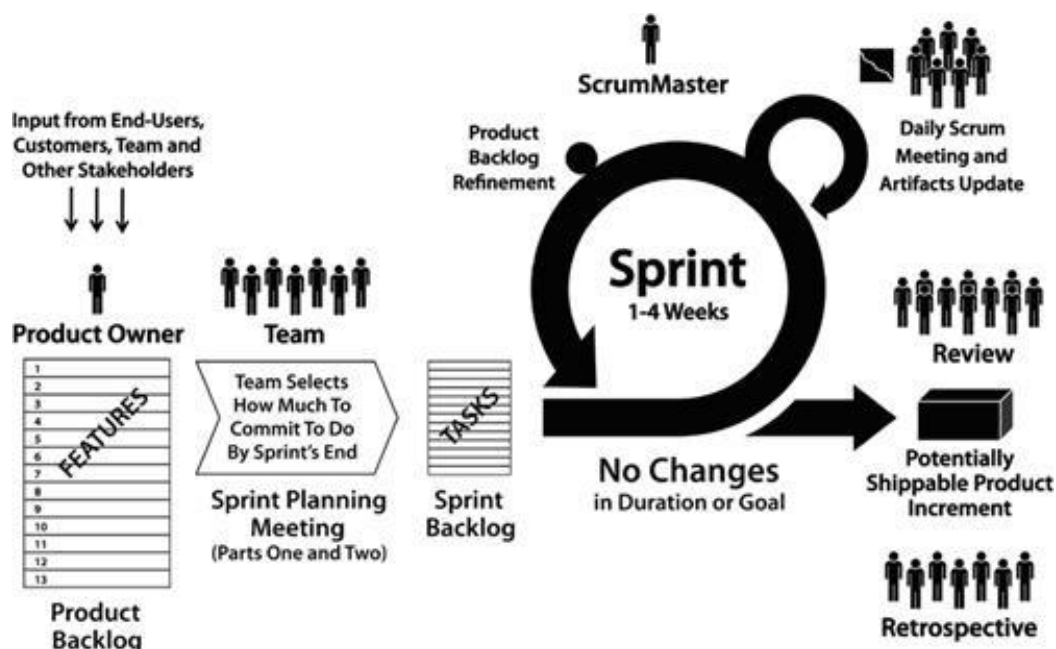 Input from End-Users,
Customers, Team and
Other Stakeholders
Product Owner
1
2
3
4
5
6
7
8
9
10
11
12
13
FEATURES
Product
Backlog
Team
Team Selects
How Much To
Commit To Do
By Sprint's End
Sprint Planning
Meeting
(Parts One and Two)
TASKS
Sprint
Backlog
ScrumMaster
Product
Backlog
Refinement
Sprint
1-4 Weeks
No Changes
in Duration or Goal
Daily Scrum
Meeting and
Artifacts Update
Review
Potentially
Shippable Product
Increment
Retrospective